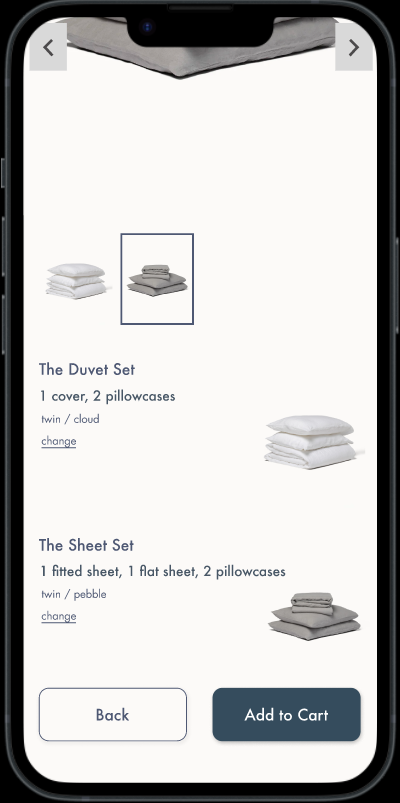 The Duvet Set
1 cover, 2 pillowcases
twin / cloud
change
The Sheet Set
1 fitted sheet, 1 flat sheet, 2 pillowcases
twin / pebble
change
Back
Add to Cart